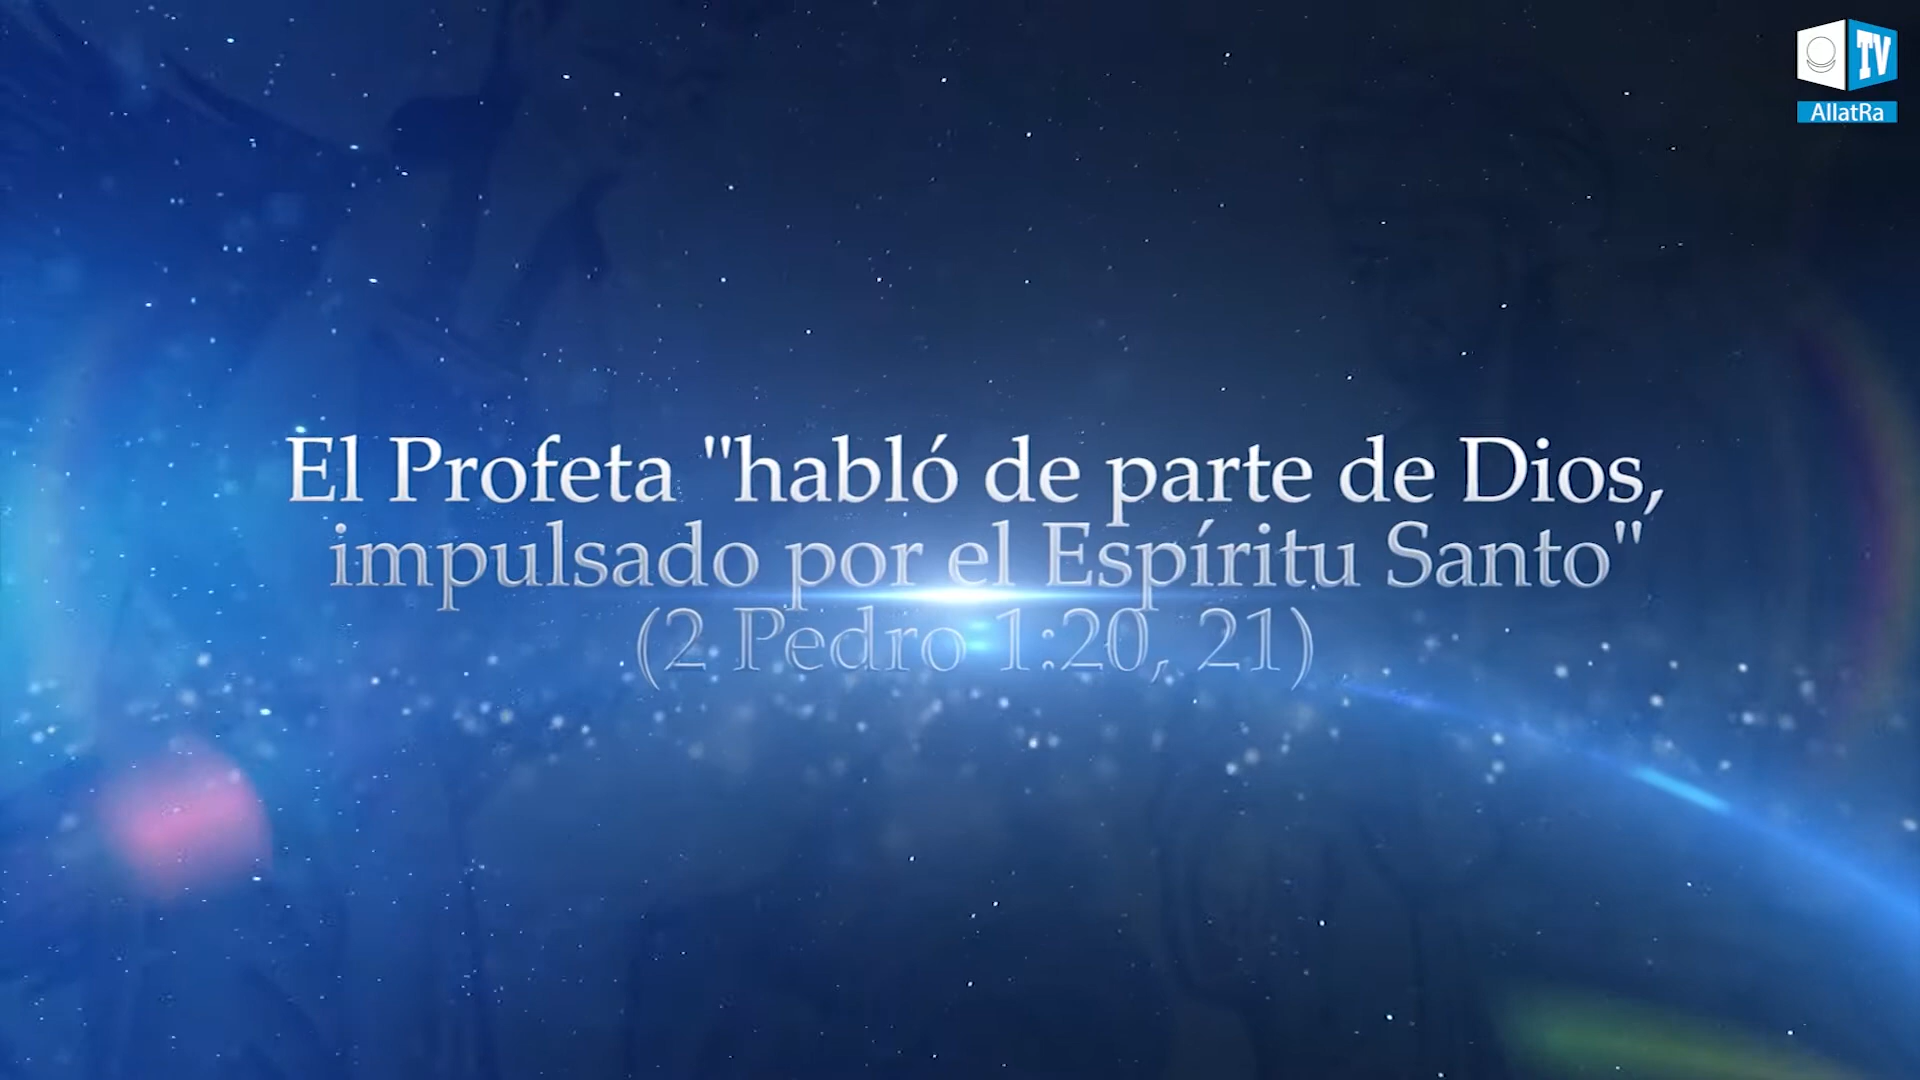 TV
AllatRa
El Profeta "habló de parte de Dios,
impulsado por el Espíritu Santo"
(2 Pedro 1:20, 21)